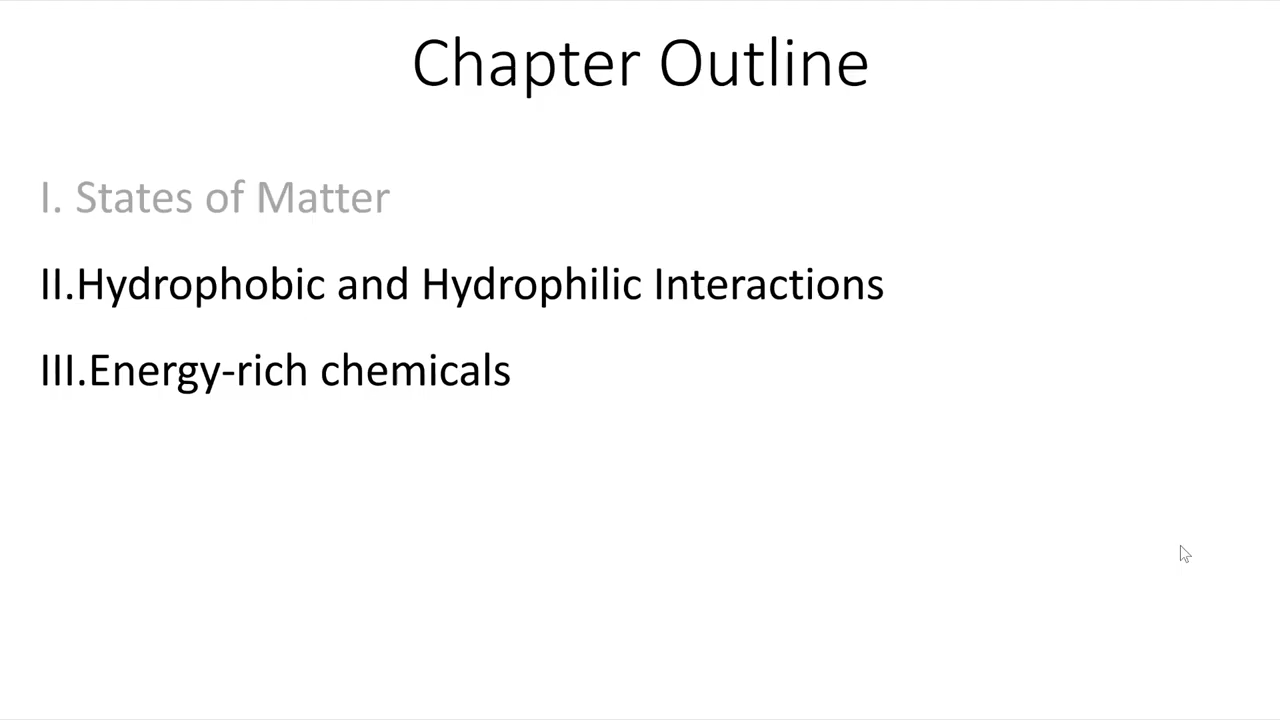 Chapter Outline
I. States of Matter
II.Hydrophobic and Hydrophilic Interactions
III.Energy-rich chemicals